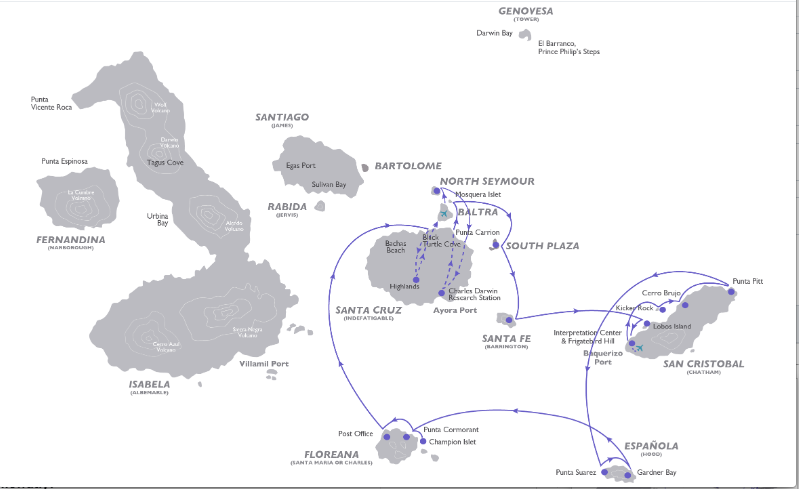 GENOVESA
(TOWER)
Darwin Bay
El Barranco,
Prince Philip's Steps
Punta
Vicente Roca
Wolf
Volcano
Darwin
Volcano
Tagus Cove
Punta Espinosa
La Cumbre
Volcano
FERNANDINA
(NARBOROUGH)
Urbina
Bay
Alcedo
Volcano
SANTIAGO
(JAMES)
Egas Port
Sulivan Bay
BARTOLOME
RABIDA
(JERVIS)
NORTH SEYMOUR
Mosquera Islet
BALTRA
Punta Carrion
Black
Turtle Cove
Bachas
Beach
SOUTH PLAZA
Highlands
Charles Darwin
Research Station
SANTA CRUZ
(INDEFATIGABLE)
Ayora Port
SANTA FE
(BARRINGTON)
Punta Pitt
Cerro Brujo
Kicker Rock
Lobos Island
Interpretation Center
& Frigatebird Hill
Baquerizo
Port
SAN CRISTOBAL
(CHATHAM)
Sierra Negra
Volcano
Cerro Azul
Volcano
Villamil Port
ISABELA
(ALBEMARLE)
Post Office
Punta Cormorant
Champion Islet
FLOREANA
(SANTA MARIA OR CHARLES)
ESPAÑOLA
(HOOD)
Punta Suarez
Gardner Bay